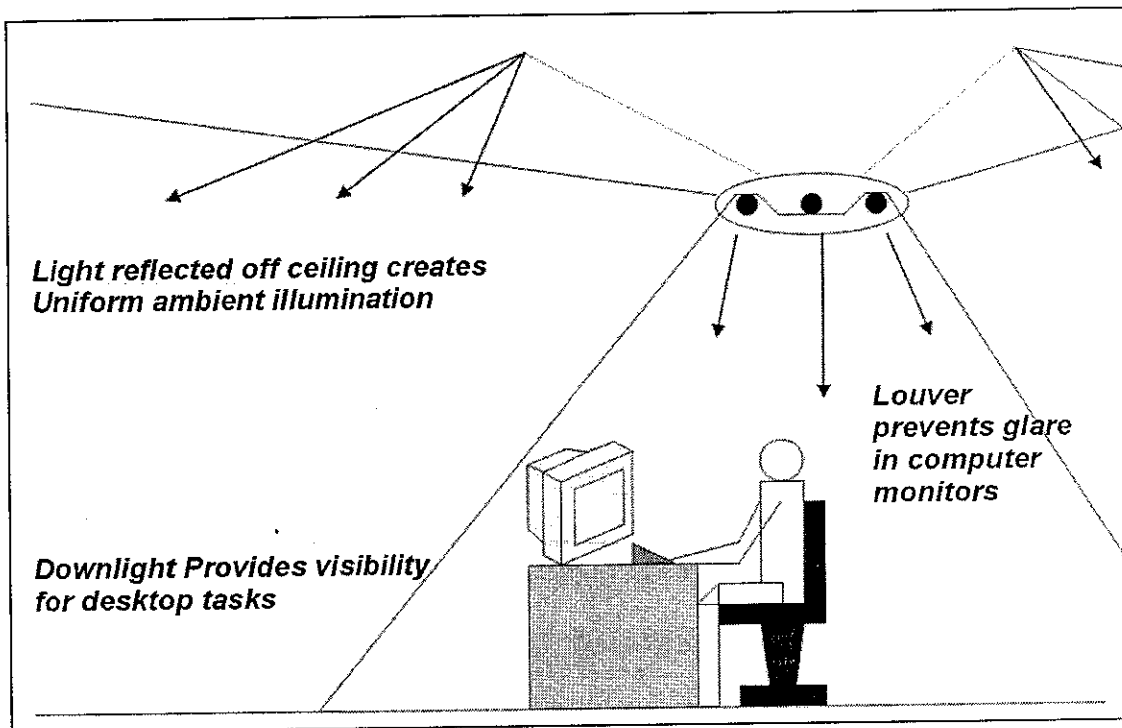 Light reflected off ceiling creates
Uniform ambient illumination
Louver
prevents glare
in computer
monitors
Downlight Provides visibility
for desktop tasks